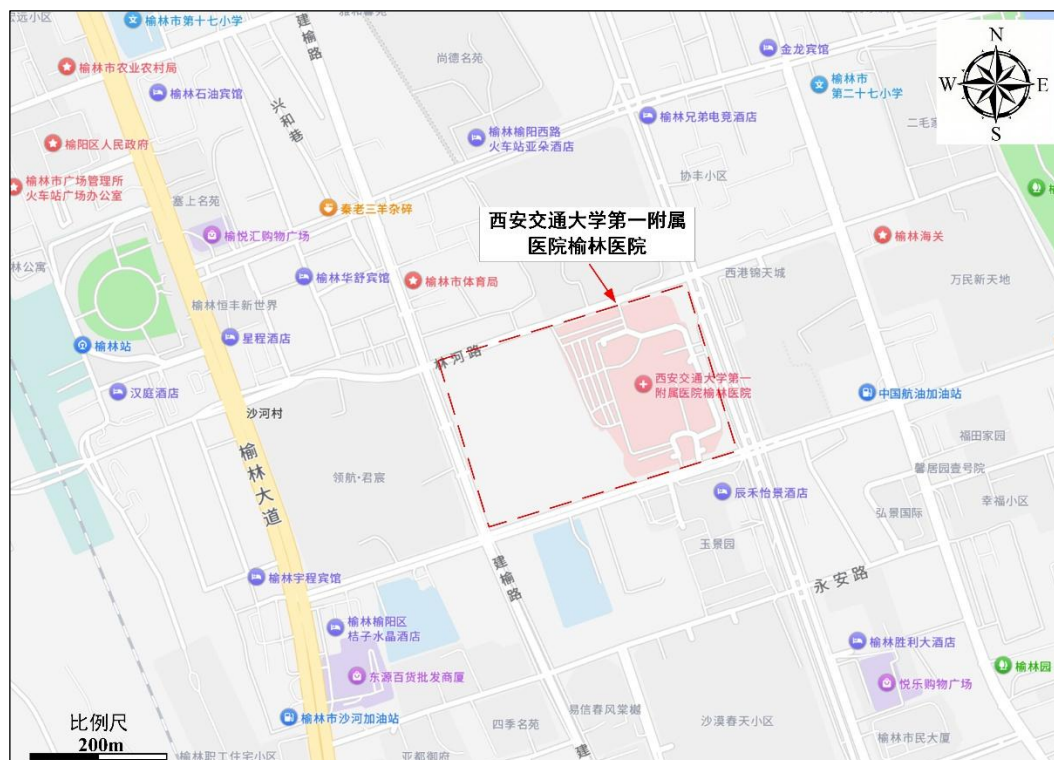 宏远小区
榆林市第十七小学
雅和馨苑
建榆路
尚德名苑
金龙宾馆
N
W
E
S
榆林市农业农村局
榆林石油宾馆
兴和巷
榆林市
第二十七小学
榆林兄弟电竞酒店
榆阳区人民政府
榆林榆阳西路
火车站亚朵酒店
二毛
协丰小区
榆林市广场管理所
火车站广场办公室
塞上名苑
秦老三羊杂碎
西安交通大学第一附属
医院榆林医院
榆悦汇购物广场
榆林海关
林公寓
榆林华舒宾馆
榆林市体育局
西港锦天城
万民新天地
榆林恒丰新世界
星程酒店
榆林站
林河路
西安交通大学第一
附属医院榆林医院
汉庭酒店
中国航油加油站
沙河村
福田家园
榆林大道
馨居园壹号院
领航·君宸
辰禾怡景酒店
幸福小区
弘景国际
玉景园
榆林宇程宾馆
建榆路
永安路
榆林榆阳区
桔子水晶酒店
榆林胜利大酒店
榆林园
东源百货批发商厦
悦乐购物广场
易信春风棠樾
榆林市沙河加油站
四季名苑
沙漠春天小区
比例尺
200m
榆林市民大厦
建
榆林职工住宅小区
亚都御府